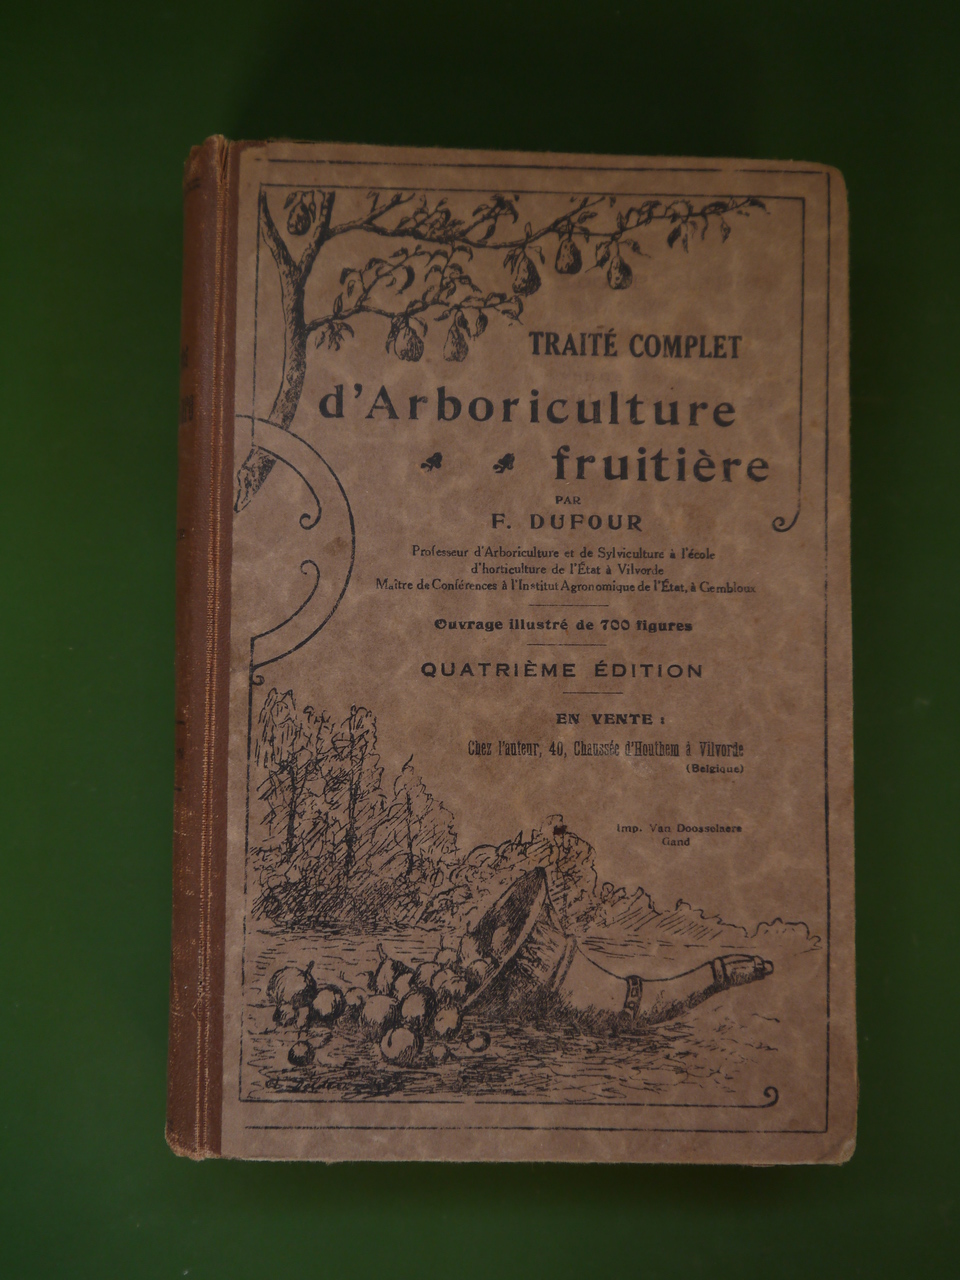 TRAITÉ COMPLET
d'Arboriculture
fruitière
PAR
F. DUFOUR
Professeur d'Arboriculture et de Sylviculture à l'école
d'horticulture de l'État à Vilvorde
Maître de Conférences à l'Institut Agronomique de l'État, à Gembloux
Ouvrage illustré de 700 figures
QUATRIÈME ÉDITION
EN VENTE :
Chez l'auteur, 40, Chaussée d'Houthem à Vilvorde
(Belgique)
Imp. Van Doosselaere
Gand